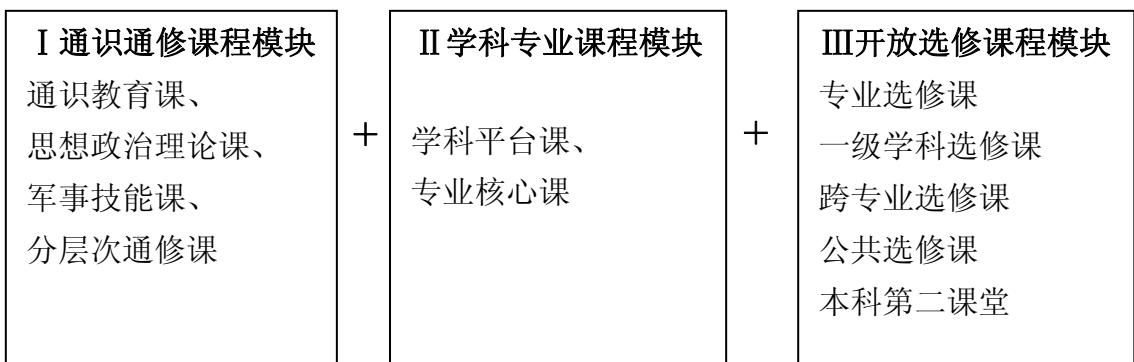 Ⅰ通识通修课程模块
通识教育课、
思想政治理论课、
军事技能课、
分层次通修课
+
Ⅱ学科专业课程模块
学科平台课、
专业核心课
+
Ⅲ开放选修课程模块
专业选修课
一级学科选修课
跨专业选修课
公共选修课
本科第二课堂